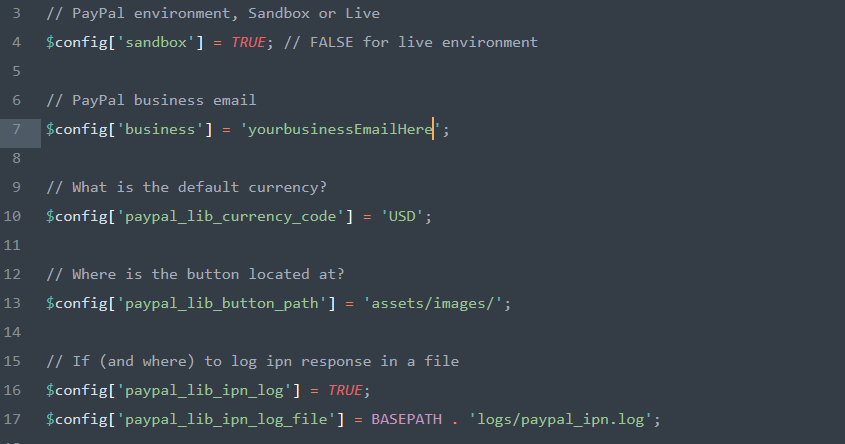 3 // PayPal environment, Sandbox or Live
4 $config['sandbox'] = TRUE; // FALSE for live environment
5
6 // PayPal business email
7 $config['business'] = 'yourbusinessEmailHere';
8
9 // What is the default currency?
10 $config['paypal_lib_currency_code'] = 'USD';
11
12 // Where is the button located at?
13 $config['paypal_lib_button_path'] = 'assets/images/';
14
15 // If (and where) to log ipn response in a file
16 $config['paypal_lib_ipn_log'] = TRUE;
17 $config['paypal_lib_ipn_log_file'] = BASEPATH . 'logs/paypal_ipn.log';